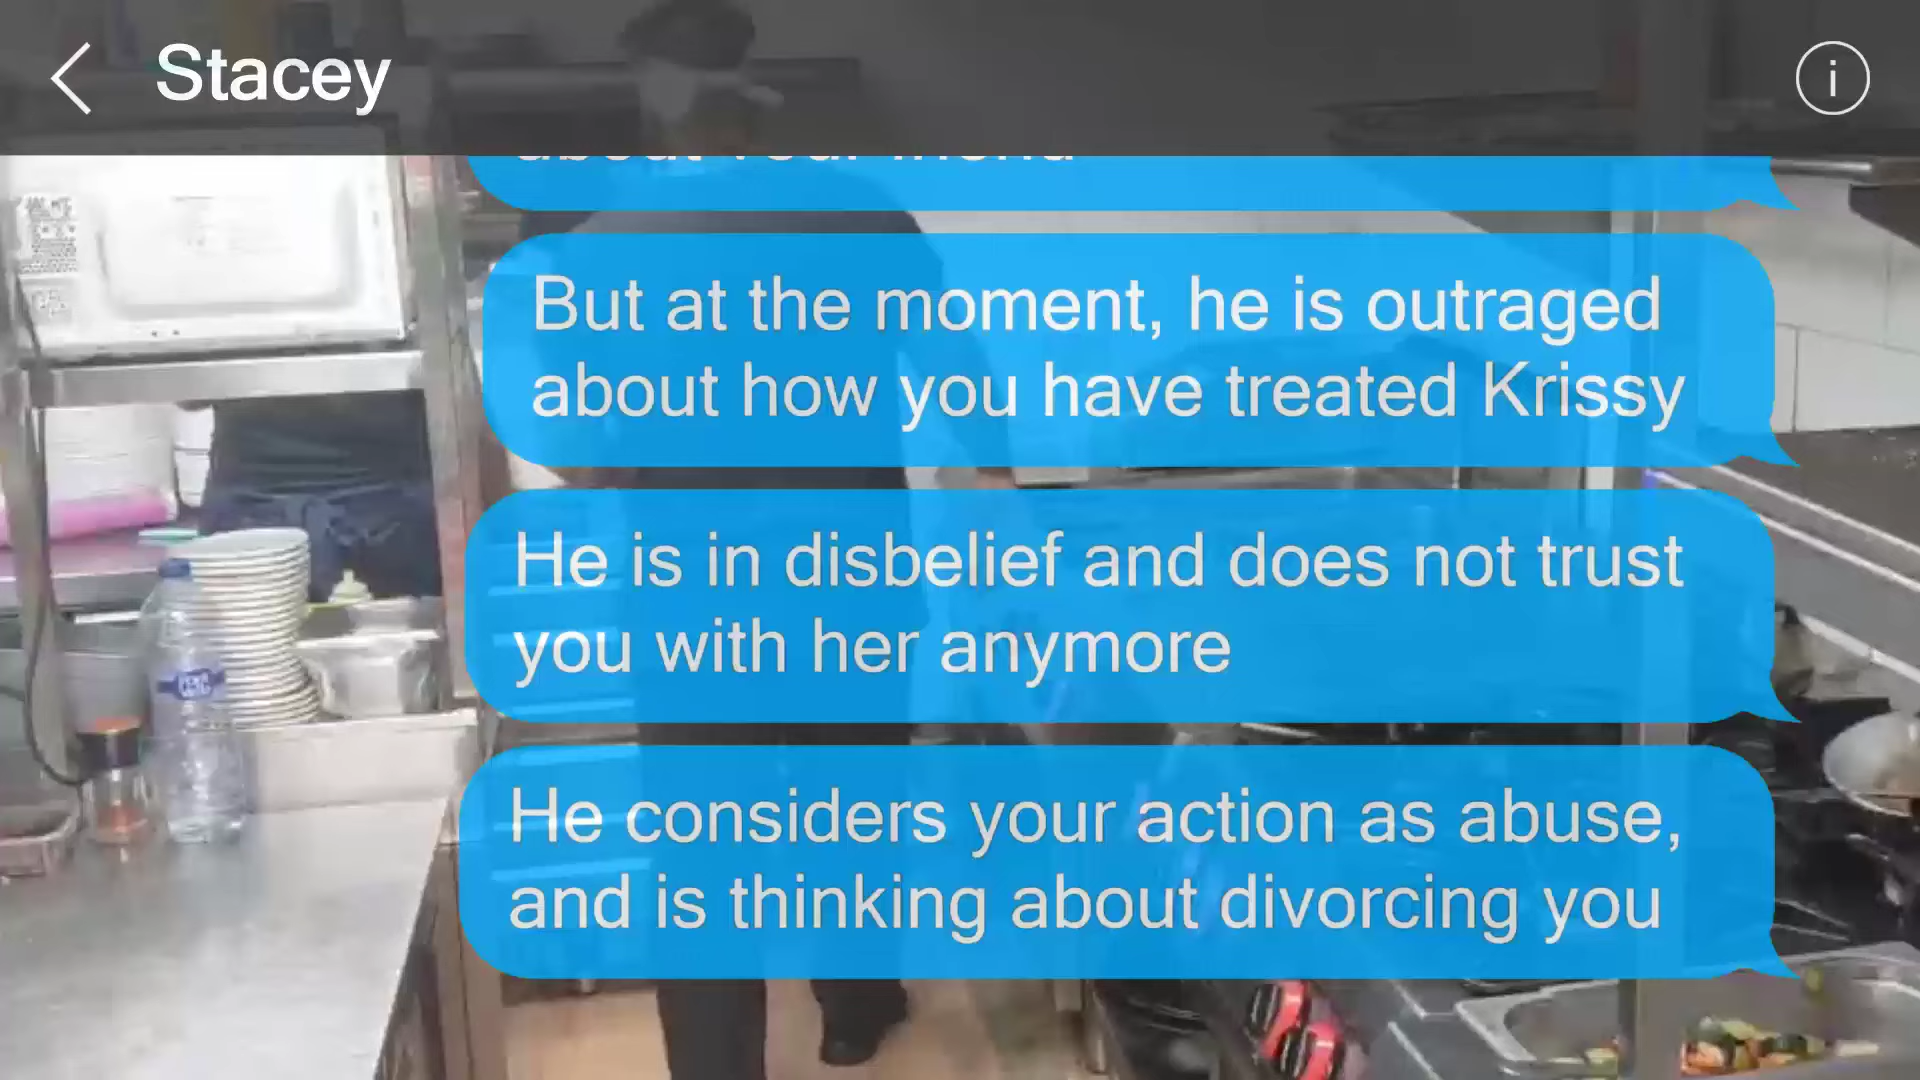 Stacey
i
But at the moment, he is outraged
about how you have treated Krissy
He is in disbelief and does not trust
you with her anymore
He considers your action as abuse,
and is thinking about divorcing you